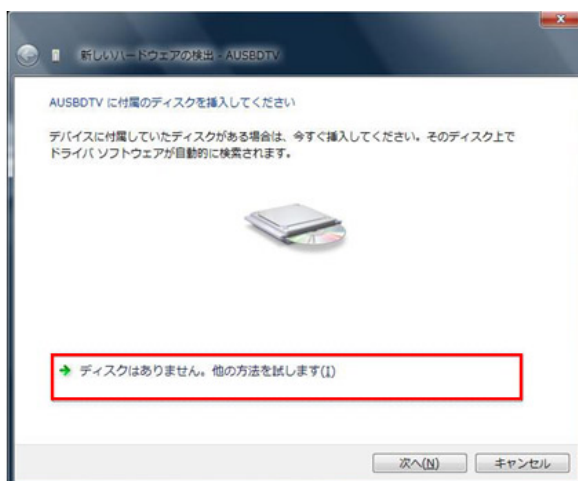 新しいハードウェアの検出 - AUSBDTV
AUSBDTV に付属のディスクを挿入してください
デバイスに付属していたディスクがある場合は、今すぐ挿入してください。そのディスク上で
ドライバ ソフトウェアが自動的に検索されます。
ディスクはありません。他の方法を試します(I)
次へ(N)
キャンセル